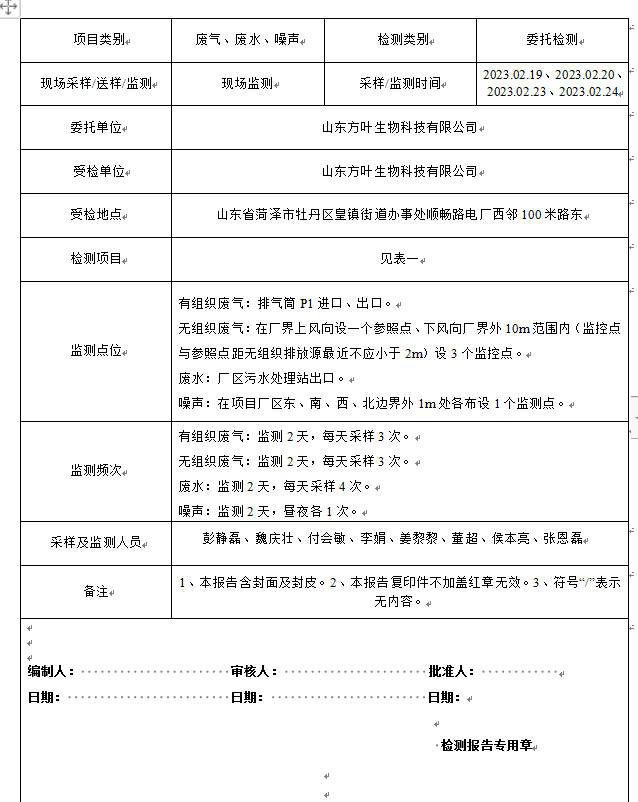 项目类别 废气、废水、噪声 检测类别 委托检测
现场采样/送样/监测 现场监测 采样/监测时间 2023.02.19、2023.02.20、
2023.02.23、2023.02.24
委托单位 山东方叶生物科技有限公司
受检单位 山东方叶生物科技有限公司
受检地点 山东省菏泽市牡丹区皇镇街道办事处顺畅路电厂西邻100米路东
检测项目 见表一
监测点位
有组织废气：排气筒P1进口、出口。
无组织废气：在厂界上风向设一个参照点、下风向厂界外10m范围内（监控点
与参照点距无组织排放源最近不应小于2m）设3个监控点。
废水：厂区污水处理站出口。
噪声：在项目厂区东、南、西、北边界外1m处各布设1个监测点。
监测频次
有组织废气：监测2天，每天采样3次。
无组织废气：监测2天，每天采样3次。
废水：监测2天，每天采样4次。
噪声：监测2天，昼夜各1次。
采样及监测人员 彭静磊、魏庆壮、付会敏、李娟、姜黎黎、董超、侯本亮、张恩磊
备注 1、本报告含封面及封皮。2、本报告复印件不加盖红章无效。3、符号“/”表示
无内容。
编制人： 审核人： 批准人：
日期： 日期： 日期：
检测报告专用章